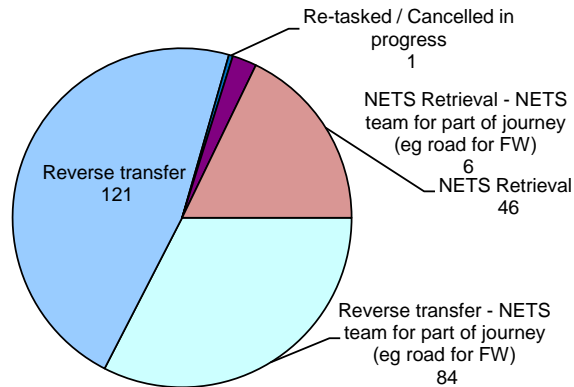 Re-tasked / Cancelled in
progress
1
NETS Retrieval - NETS
team for part of journey
(eg road for FW)
6
NETS Retrieval
46
Reverse transfer
121
Reverse transfer - NETS
team for part of journey
(eg road for FW)
84